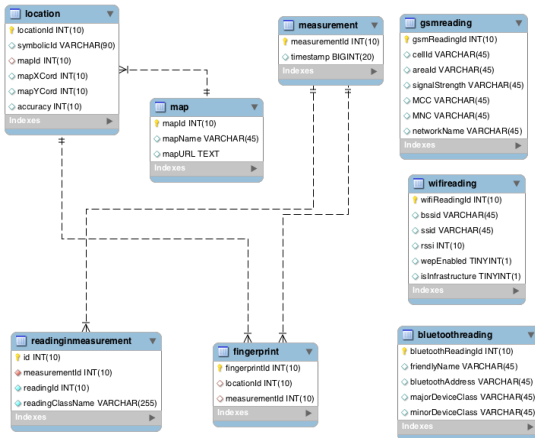 location
locationId INT(10)
symbolicId VARCHAR(90)
mapId INT(10)
mapXCord INT(10)
mapYCord INT(10)
accuracy INT(10)
Indexes
map
mapId INT(10)
mapName VARCHAR(45)
mapURL TEXT
Indexes
measurement
measurementId INT(10)
timestamp BIGINT(20)
Indexes
gsmreading
gsmReadingId INT(10)
cellId VARCHAR(45)
areaId VARCHAR(45)
signalStrength VARCHAR(45)
MCC VARCHAR(45)
MNC VARCHAR(45)
networkName VARCHAR(45)
Indexes
wifireading
wifiReadingId INT(10)
bssid VARCHAR(45)
ssid VARCHAR(45)
rssi INT(10)
wepEnabled TINYINT(1)
isInfrastructure TINYINT(1)
Indexes
readinginmeasurement
id INT(10)
measurementId INT(10)
readingId INT(10)
readingClassName VARCHAR(255)
Indexes
fingerprint
fingerprintId INT(10)
locationId INT(10)
measurementId INT(10)
Indexes
bluetoothreading
bluetoothReadingId INT(10)
friendlyName VARCHAR(45)
bluetoothAddress VARCHAR(45)
majorDeviceClass VARCHAR(45)
minorDeviceClass VARCHAR(45)
Indexes